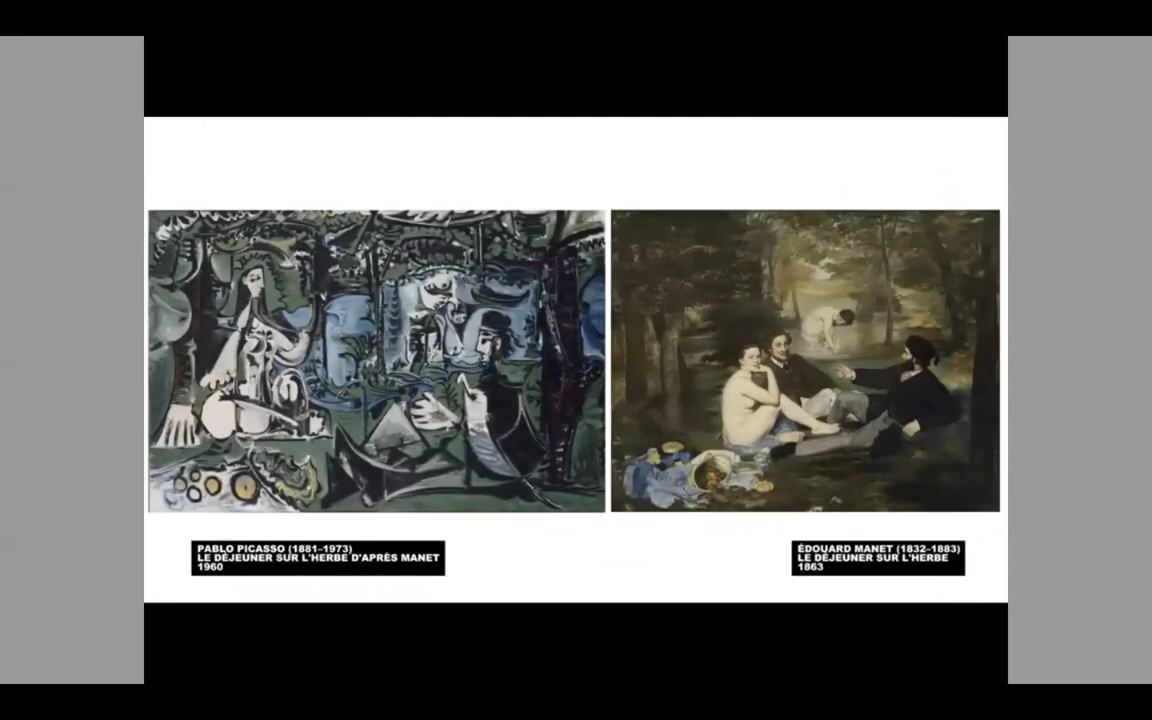 PABLO PICASSO (1881–1973)
LE DÉJEUNER SUR L'HERBE D'APRÈS MANET
1960
ÉDOUARD MANET (1832–1883)
LE DÉJEUNER SUR L'HERBE
1863